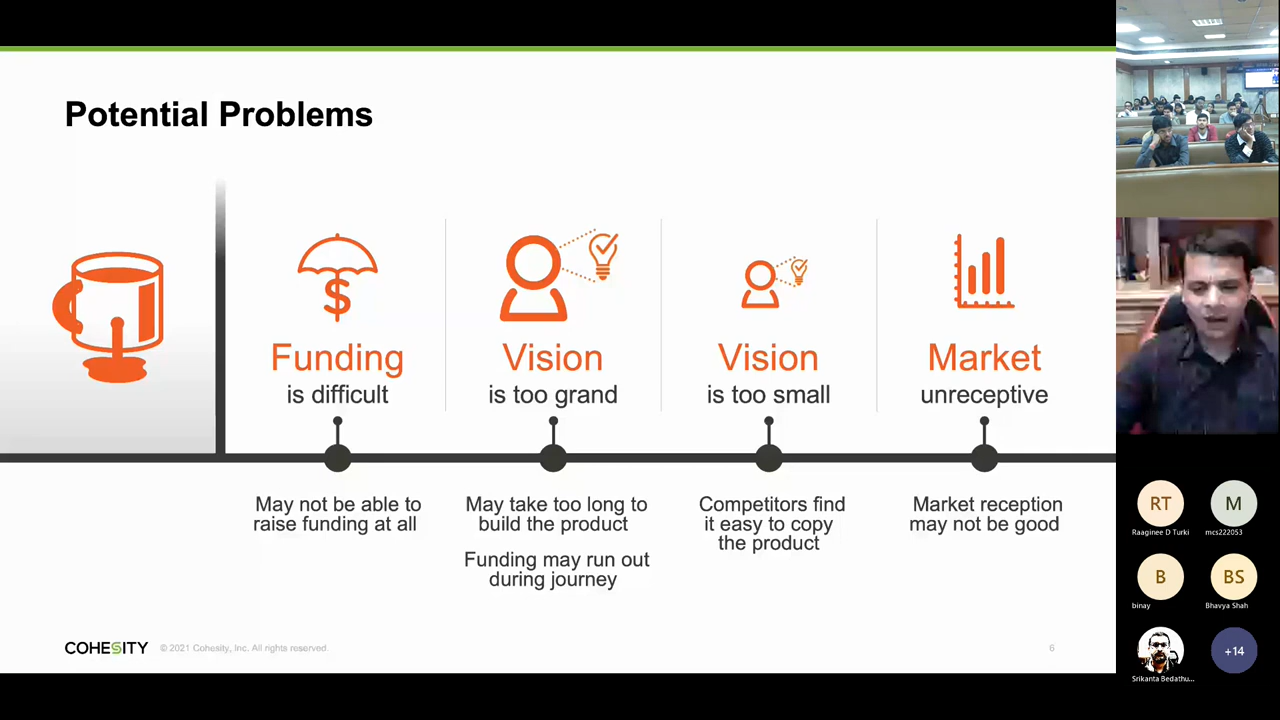 Potential Problems
$
Funding
is difficult
Vision
is too grand
Vision
is too small
Market
unreceptive
May not be able to
raise funding at all
May take too long to
build the product
Funding may run out
during journey
Competitors find
it easy to copy
the product
Market reception
may not be good
COHESITY © 2021 Cohesity, Inc. All rights reserved.
6
RT
Raaginee D Turki
M
mcs222053
B
binay
BS
Bhavya Shah
Srikanta Bedathu...
+14